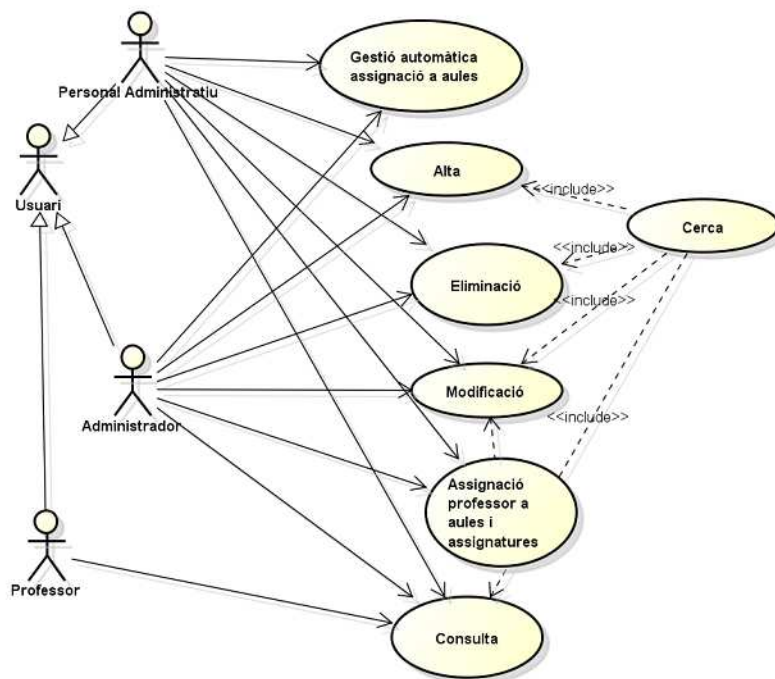 Gestió automàtica
assignació a aules
Personal Administratiu
Alta
<<include>>
Usuari
Cerca
<<include>>
Eliminació
<<include>>
Administrador
Modificació
<<include>>
Assignació
professor a
aules i
assignatures
Professor
Consulta